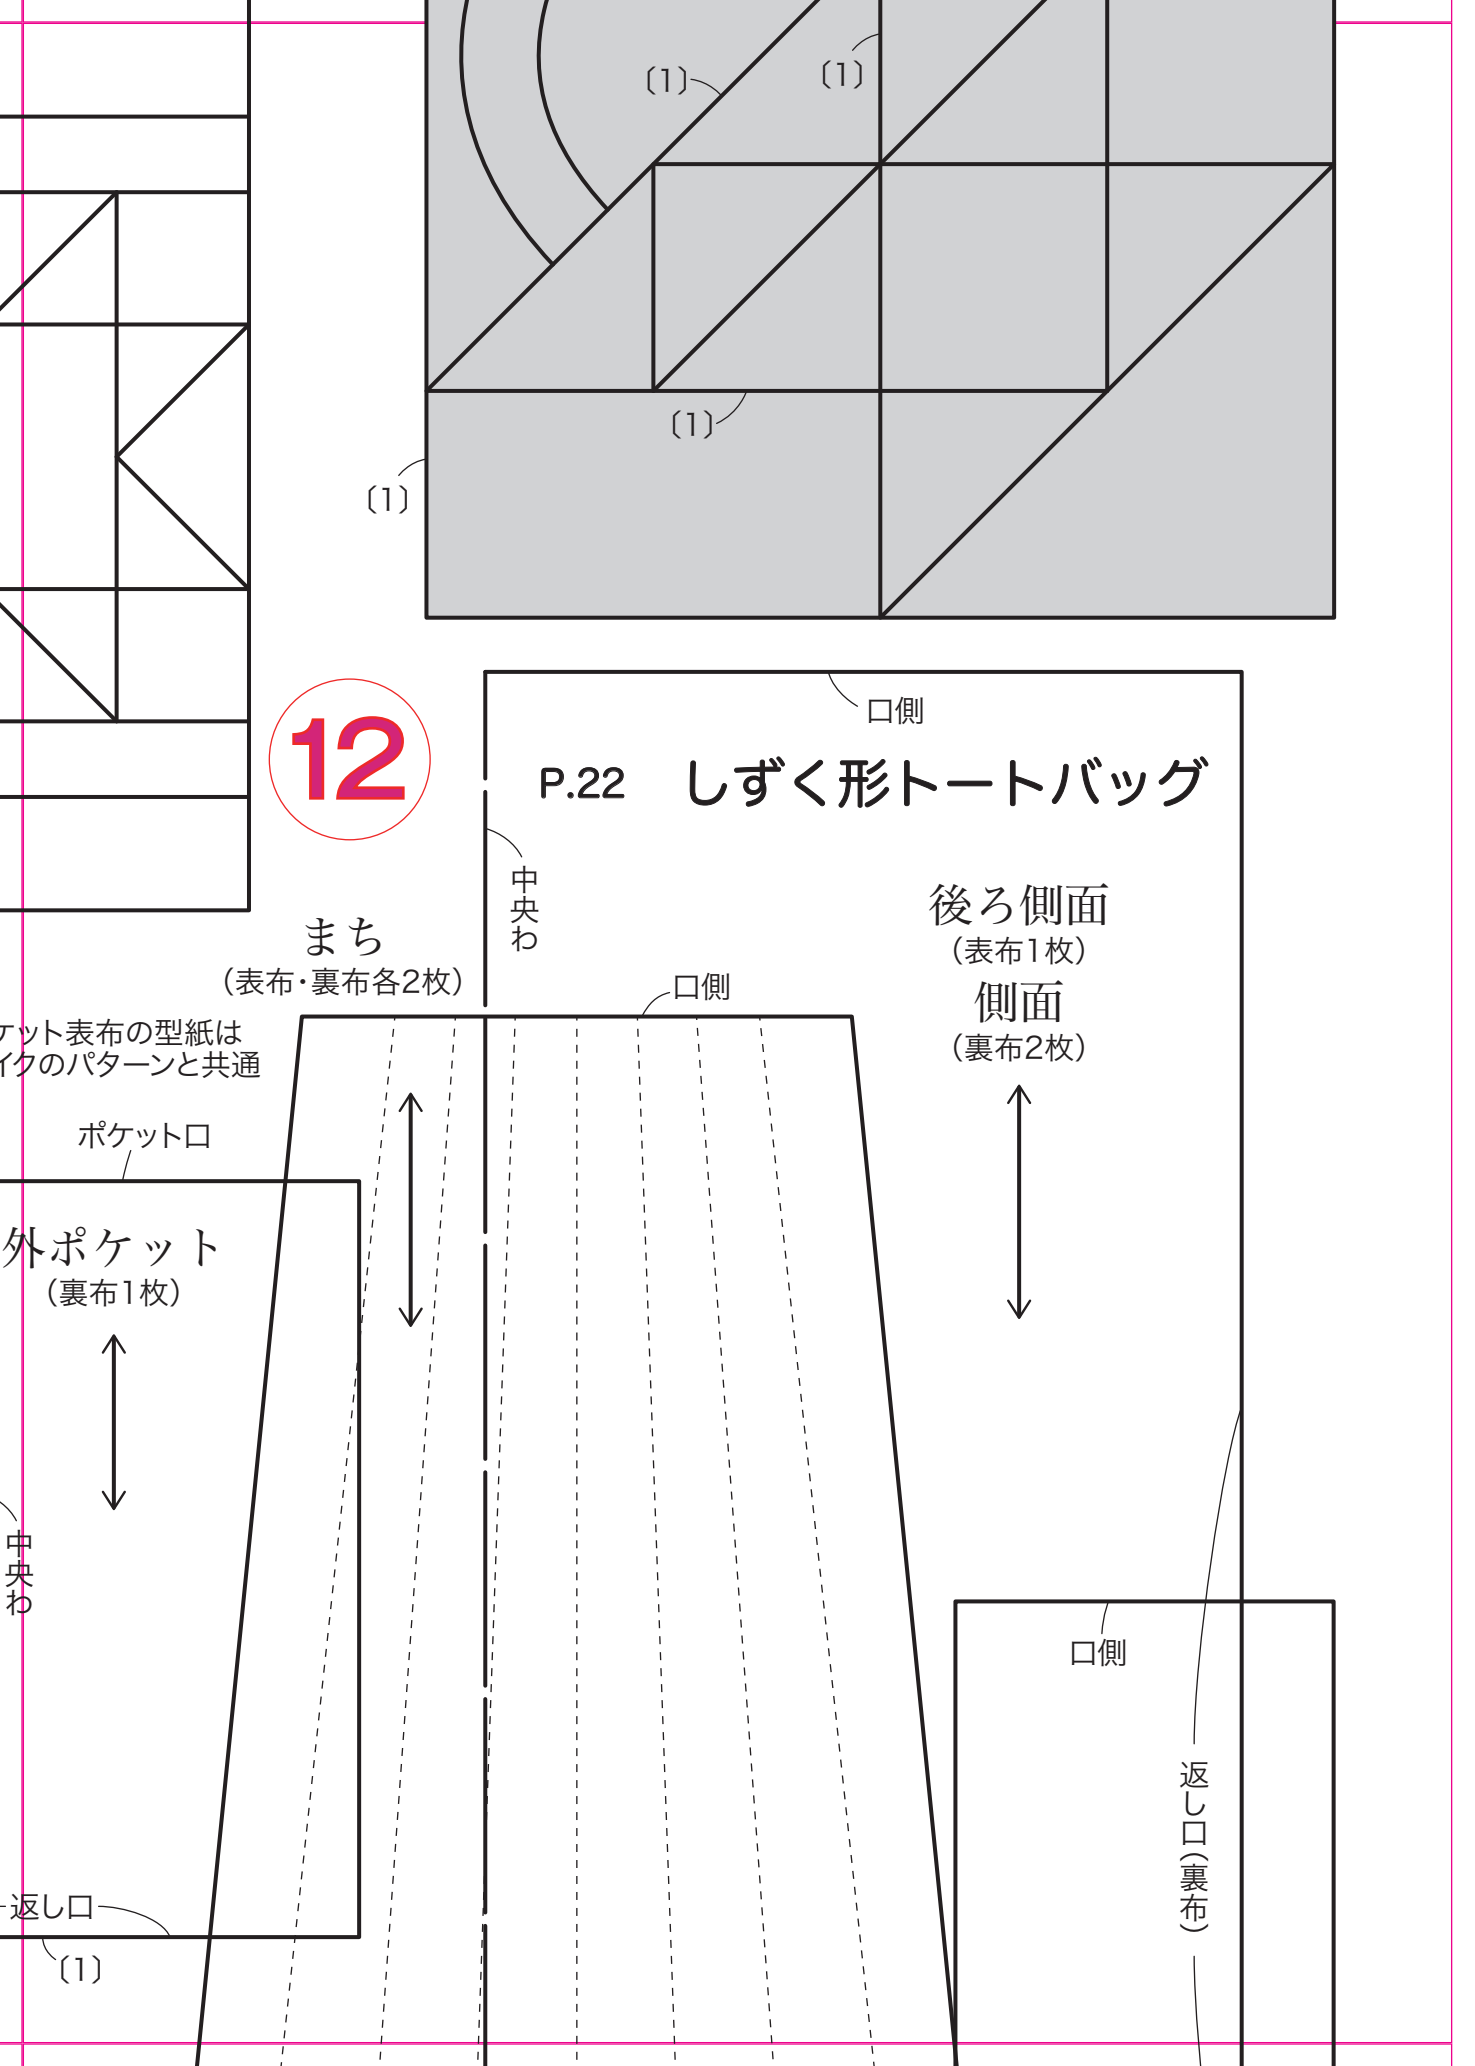 〔1〕
〔1〕
〔1〕
〔1〕
12
口側
P.22 しずく形トートバッグ
中央わ
まち
（表布・裏布各2枚）
後ろ側面
（表布1枚）
側面
（裏布2枚）
口側
ケット表布の型紙は
イクのパターンと共通
ポケット口
外ポケット
（裏布1枚）
中央わ
口側
返し口（裏布）
返し口
〔1〕